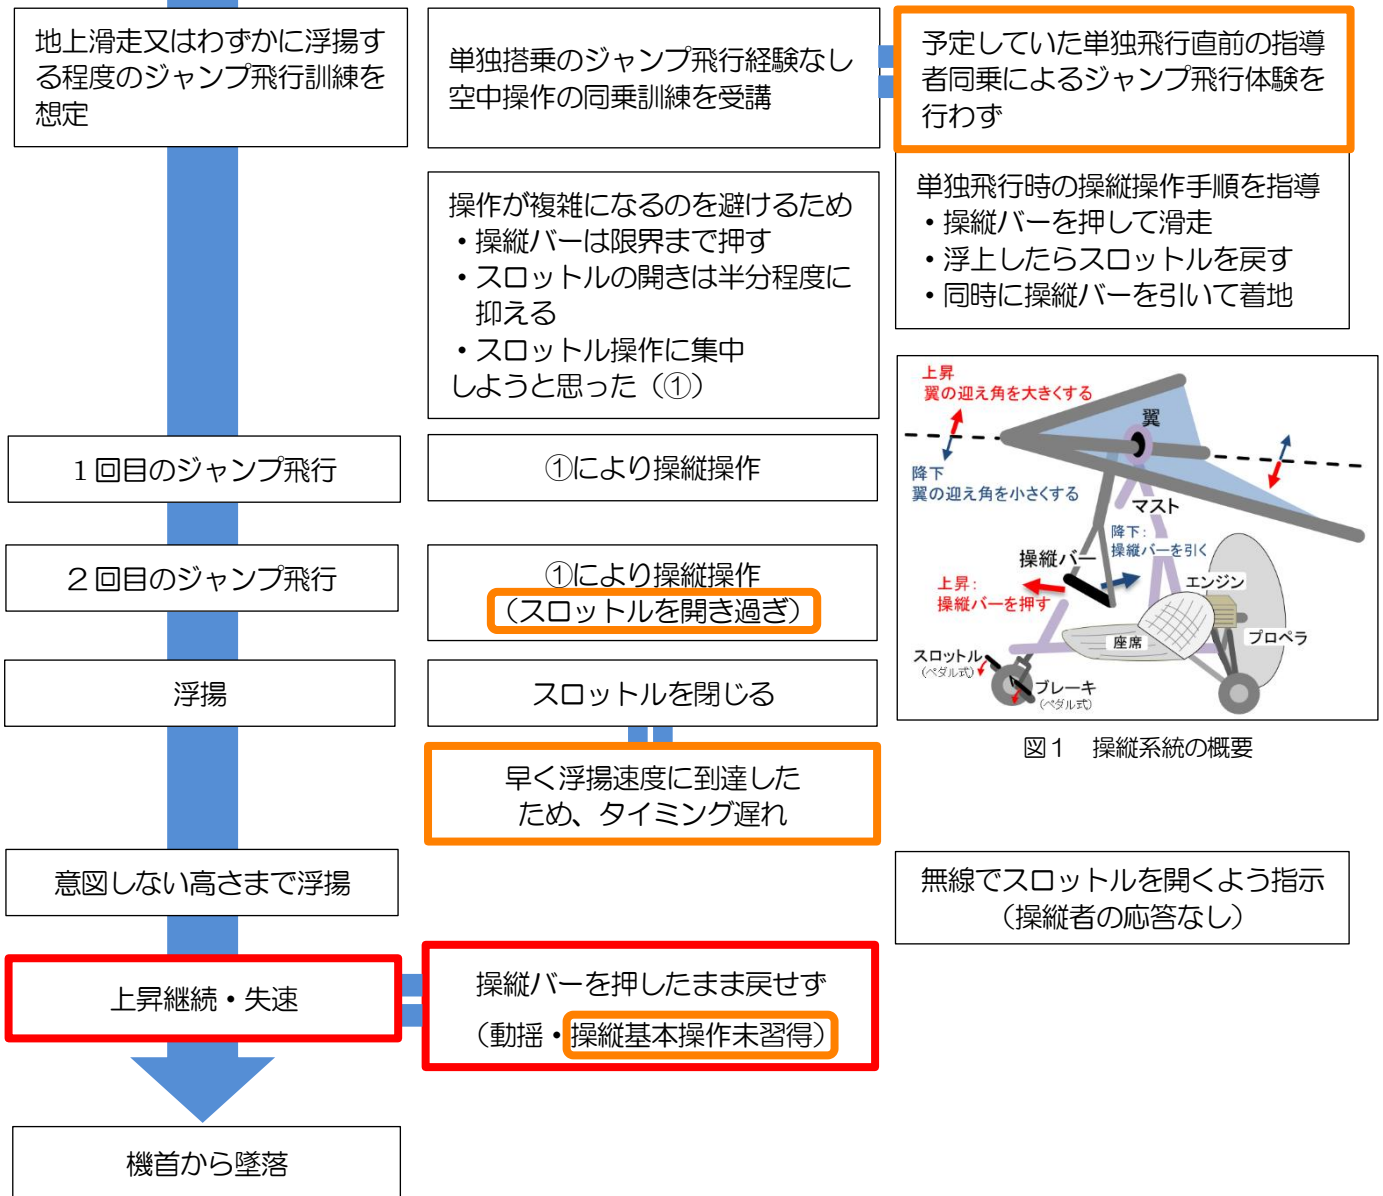 地上滑走又はわずかに浮揚す
る程度のジャンプ飛行訓練を
想定
単独搭乗のジャンプ飛行経験なし
空中操作の同乗訓練を受講
予定していた単独飛行直前の指導
者同乗によるジャンプ飛行体験を
行わず
操作が複雑になるのを避けるため
・操縦バーは限界まで押す
・スロットルの開きは半分程度に
抑える
・スロットル操作に集中
しようと思った（①）
単独飛行時の操縦操作手順を指導
・操縦バーを押して滑走
・浮上したらスロットルを戻す
・同時に操縦バーを引いて着地
1回目のジャンプ飛行
①により操縦操作
2回目のジャンプ飛行
①により操縦操作
（スロットルを開き過ぎ）
浮揚
スロットルを閉じる
早く浮揚速度に到達した
ため、タイミング遅れ
上昇
翼の迎え角を大きくする
翼
降下
翼の迎え角を小さくする
マスト
降下：
操縦バーを引く
操縦バー
上昇：
操縦バーを押す
エンジン
座席
プロペラ
スロットル
（ペダル式）
ブレーキ
（ペダル式）
図1 操縦系統の概要
意図しない高さまで浮揚
無線でスロットルを開くよう指示
（操縦者の応答なし）
上昇継続・失速
操縦バーを押したまま戻せず
（動揺・操縦基本操作未習得）
機首から墜落